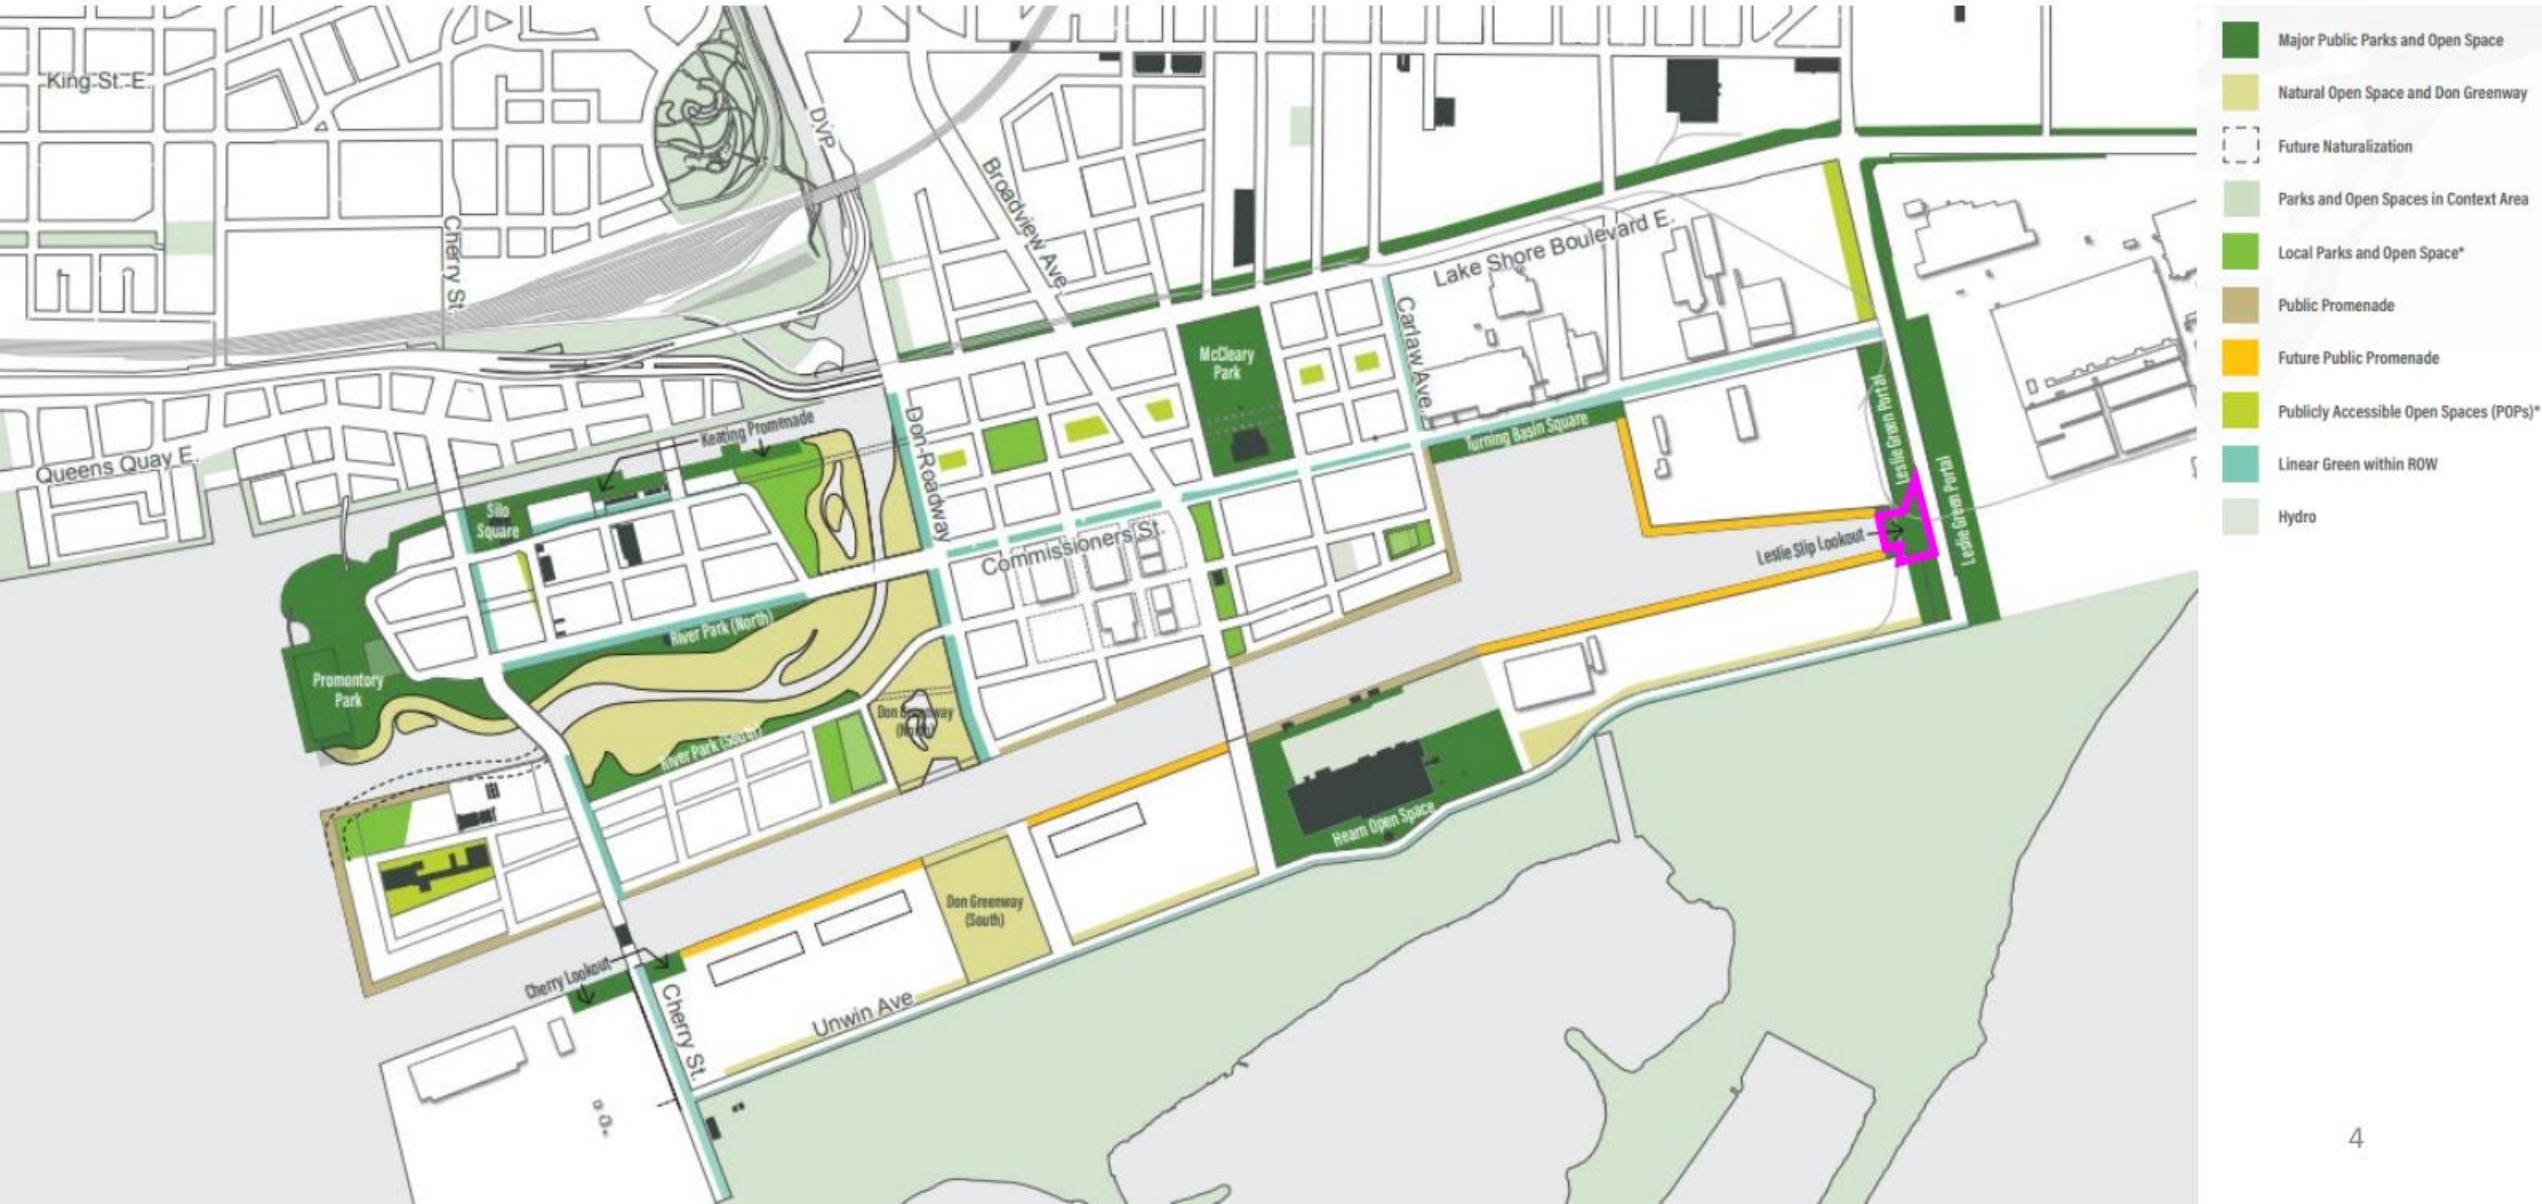 King St. E.
DVP
Broadview Ave.
Cherry St.
Lake Shore Boulevard E.
Carlaw Ave.
McCleary
Park
Keating Promenade
Don Roadway
Queens Quay E.
Turning Basin Square
Leslie Green Portal
Leslie Green Portal
Silo
Square
Commissioners St.
Leslie Slip Lookout
River Park (North)
Promontory
Park
Don Greenway
(North)
River Park (South)
Hearn Open Space
Don Greenway
(South)
Cherry Lookout
Cherry St.
Unwin Ave
Major Public Parks and Open Space
Natural Open Space and Don Greenway
Future Naturalization
Parks and Open Spaces in Context Area
Local Parks and Open Space*
Public Promenade
Future Public Promenade
Publicly Accessible Open Spaces (POPs)*
Linear Green within ROW
Hydro
4